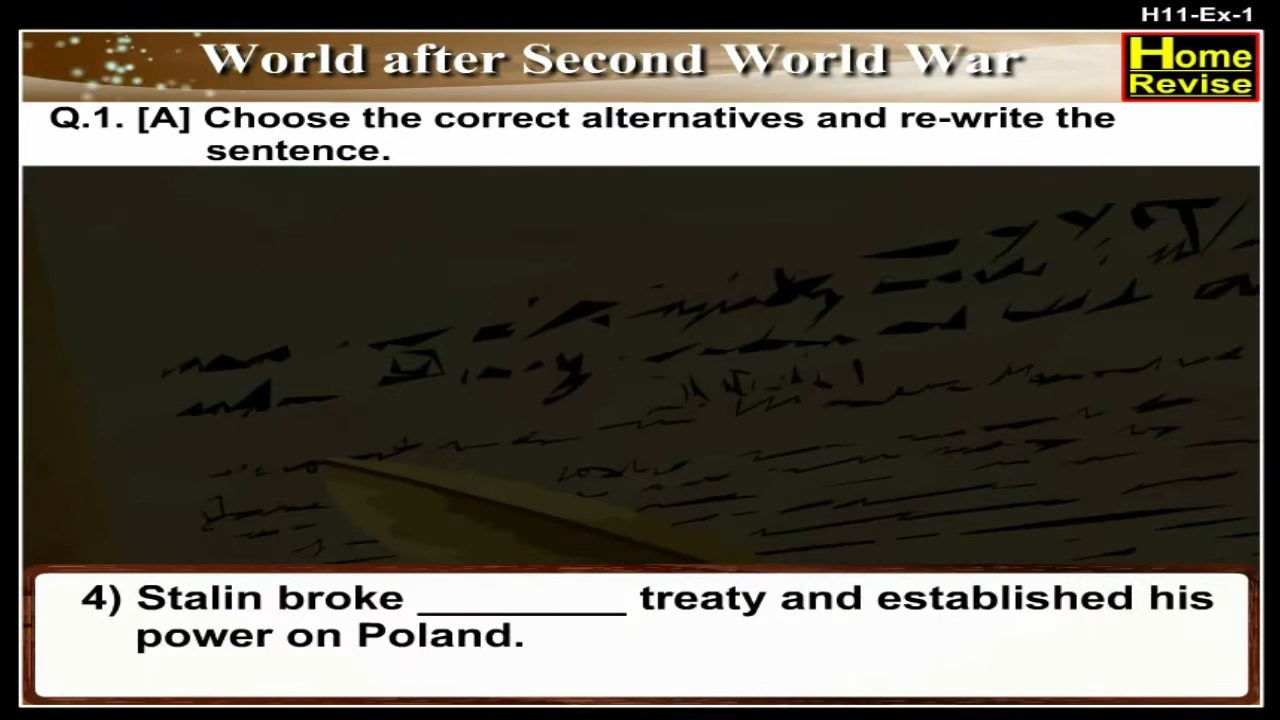 H11-Ex-1
World after Second World War
Home
Revise
Q.1. [A] Choose the correct alternatives and re-write the
sentence.
4) Stalin broke __________ treaty and established his
power on Poland.